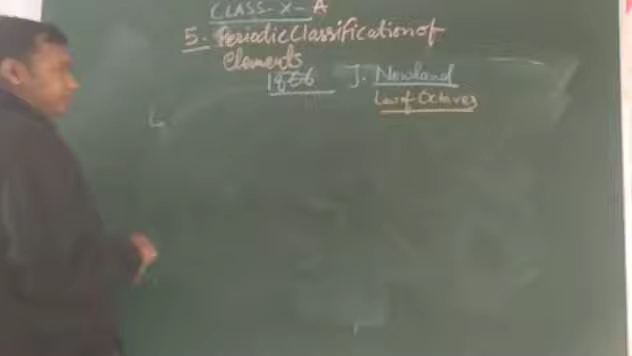 CLASS-X-A
5. Periodic Classification of
Elements
1866 J. Newland
Law of Octaves